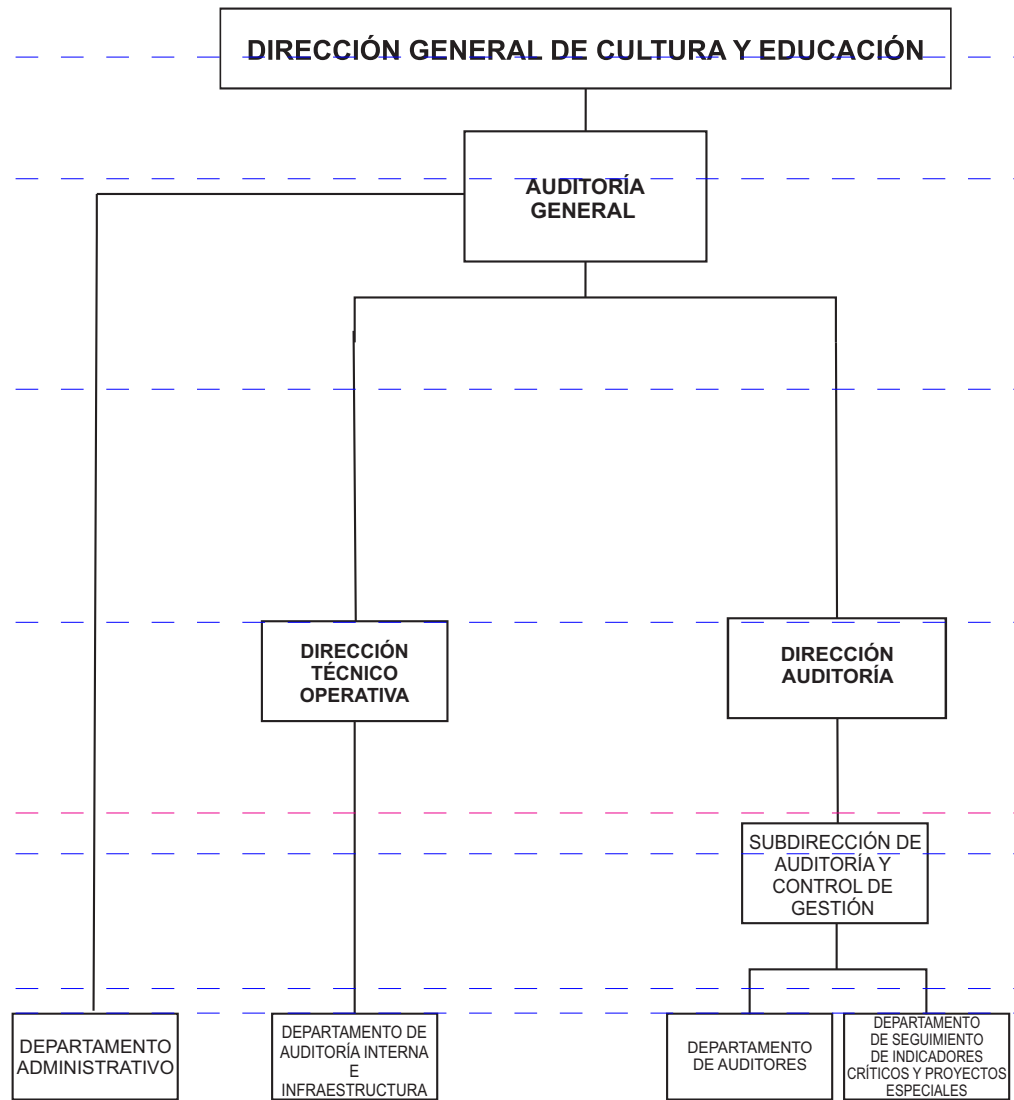 DIRECCIÓN GENERAL DE CULTURA Y EDUCACIÓN
AUDITORÍA
GENERAL
DIRECCIÓN
TÉCNICO
OPERATIVA
DIRECCIÓN
AUDITORÍA
SUBDIRECCIÓN DE
AUDITORÍA Y
CONTROL DE
GESTIÓN
DEPARTAMENTO
ADMINISTRATIVO
DEPARTAMENTO DE
AUDITORÍA INTERNA
E
INFRAESTRUCTURA
DEPARTAMENTO
DE AUDITORES
DEPARTAMENTO
DE SEGUIMIENTO
DE INDICADORES
CRÍTICOS Y PROYECTOS
ESPECIALES